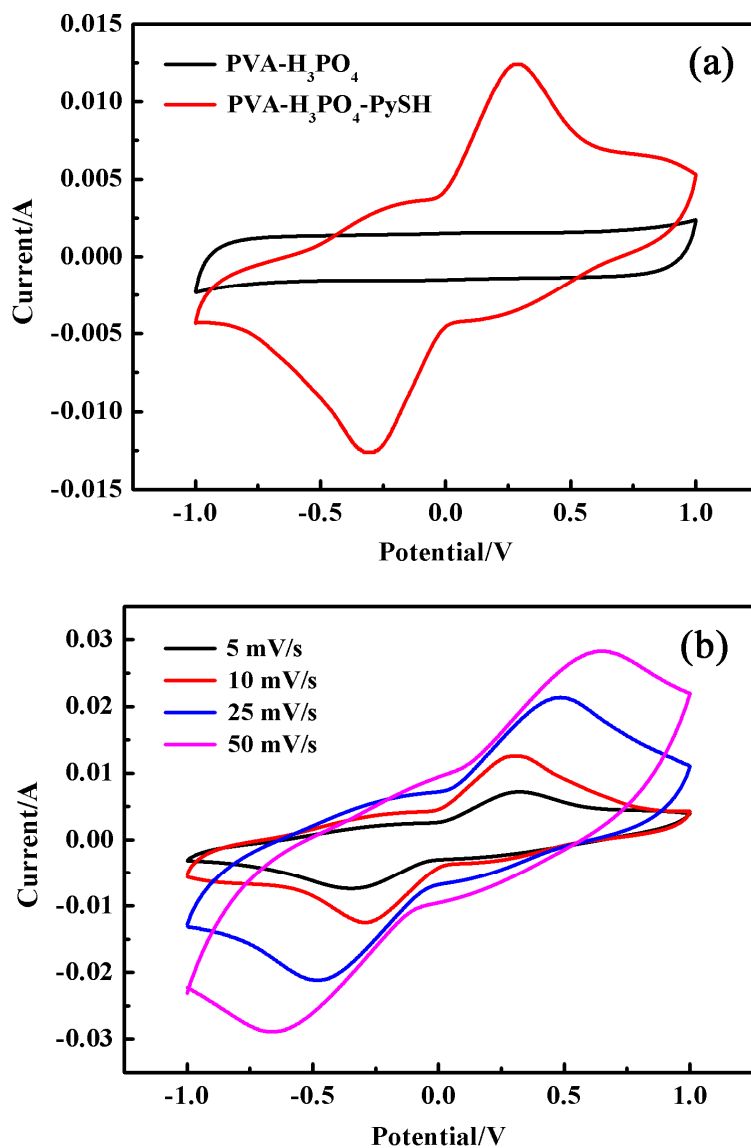 (a)
PVA-H₃PO₄
PVA-H₃PO₄-PySH
0.015
0.010
0.005
0.000
-0.005
-0.010
-0.015
Current/A
-1.0 -0.5 0.0 0.5 1.0
Potential/V
(b)
5 mV/s
10 mV/s
25 mV/s
50 mV/s
0.03
0.02
0.01
0.00
-0.01
-0.02
-0.03
Current/A
-1.0 -0.5 0.0 0.5 1.0
Potential/V